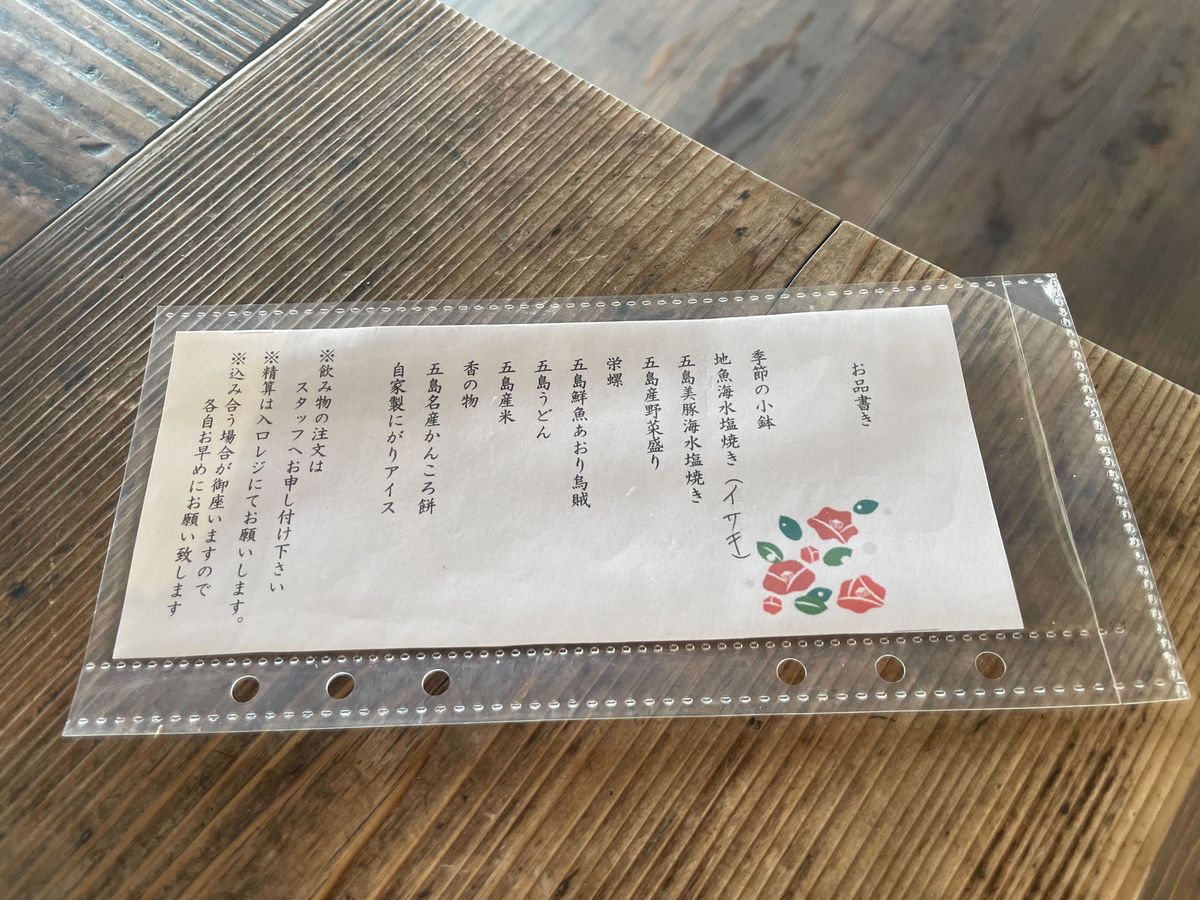 お品書き
季節の小鉢
地魚海水塩焼き(イサキ)
五島美豚海水塩焼き
五島産野菜盛り
栄螺
五島鮮魚あおり烏賊
五島うどん
五島産米
香の物
五島名産かんころ餅
自家製にがりアイス
※飲み物の注文は
スタッフへお申し付け下さい
※精算は入口レジにてお願いします。
※込み合う場合が御座いますので
各自お早めにお願い致します